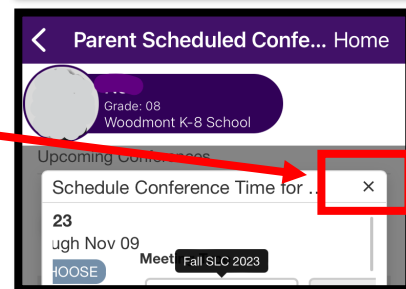 Parent Scheduled Confe... Home
Grade: 08
Woodmont K-8 School
Upcoming Conferences
Schedule Conference Time for ... ×
23
ugh Nov 09
HOOSE
Fall SLC 2023